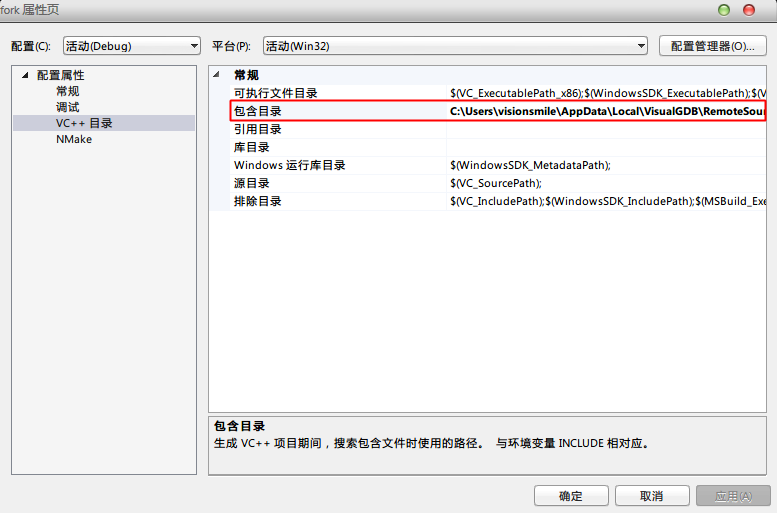 fork 属性页
配置(C): 活动(Debug) 平台(P): 活动(Win32) 配置管理器(O)...
配置属性
常规
调试
VC++ 目录
NMake
常规
可执行文件目录 $(VC_ExecutablePath_x86);$(WindowsSDK_ExecutablePath);$(V
包含目录 C:\Users\visionsmile\AppData\Local\VisualGDB\RemoteSour
引用目录
库目录
Windows 运行库目录 $(WindowsSDK_MetadataPath);
源目录 $(VC_SourcePath);
排除目录 $(VC_IncludePath);$(WindowsSDK_IncludePath);$(MSBuild_Exe
包含目录
生成 VC++ 项目期间，搜索包含文件时使用的路径。 与环境变量 INCLUDE 相对应。
确定 取消 应用(A)